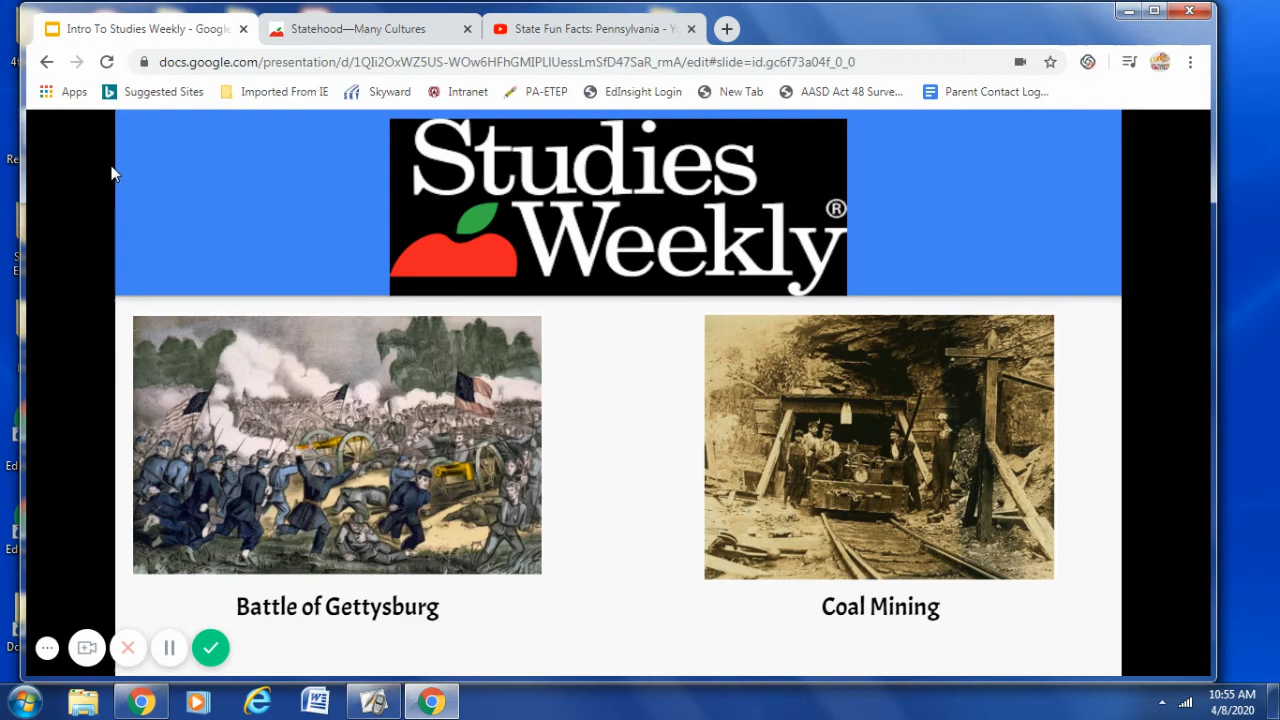 Intro To Studies Weekly - Google
Statehood—Many Cultures
State Fun Facts: Pennsylvania - Yo
docs.google.com/presentation/d/1QIi2OxWZ3US-WOw6HFhGMIPLIUessLmSfD47SaR_rmA/edit#slide=id.gc6f73a04f_0_0
Apps
Suggested Sites
Imported From IE
Skyward
Intranet
PA-ETEP
EdInsight Login
New Tab
AASD Act 48 Surve...
Parent Contact Log...
Studies
Weekly®
Battle of Gettysburg
Coal Mining
10:55 AM
4/8/2020